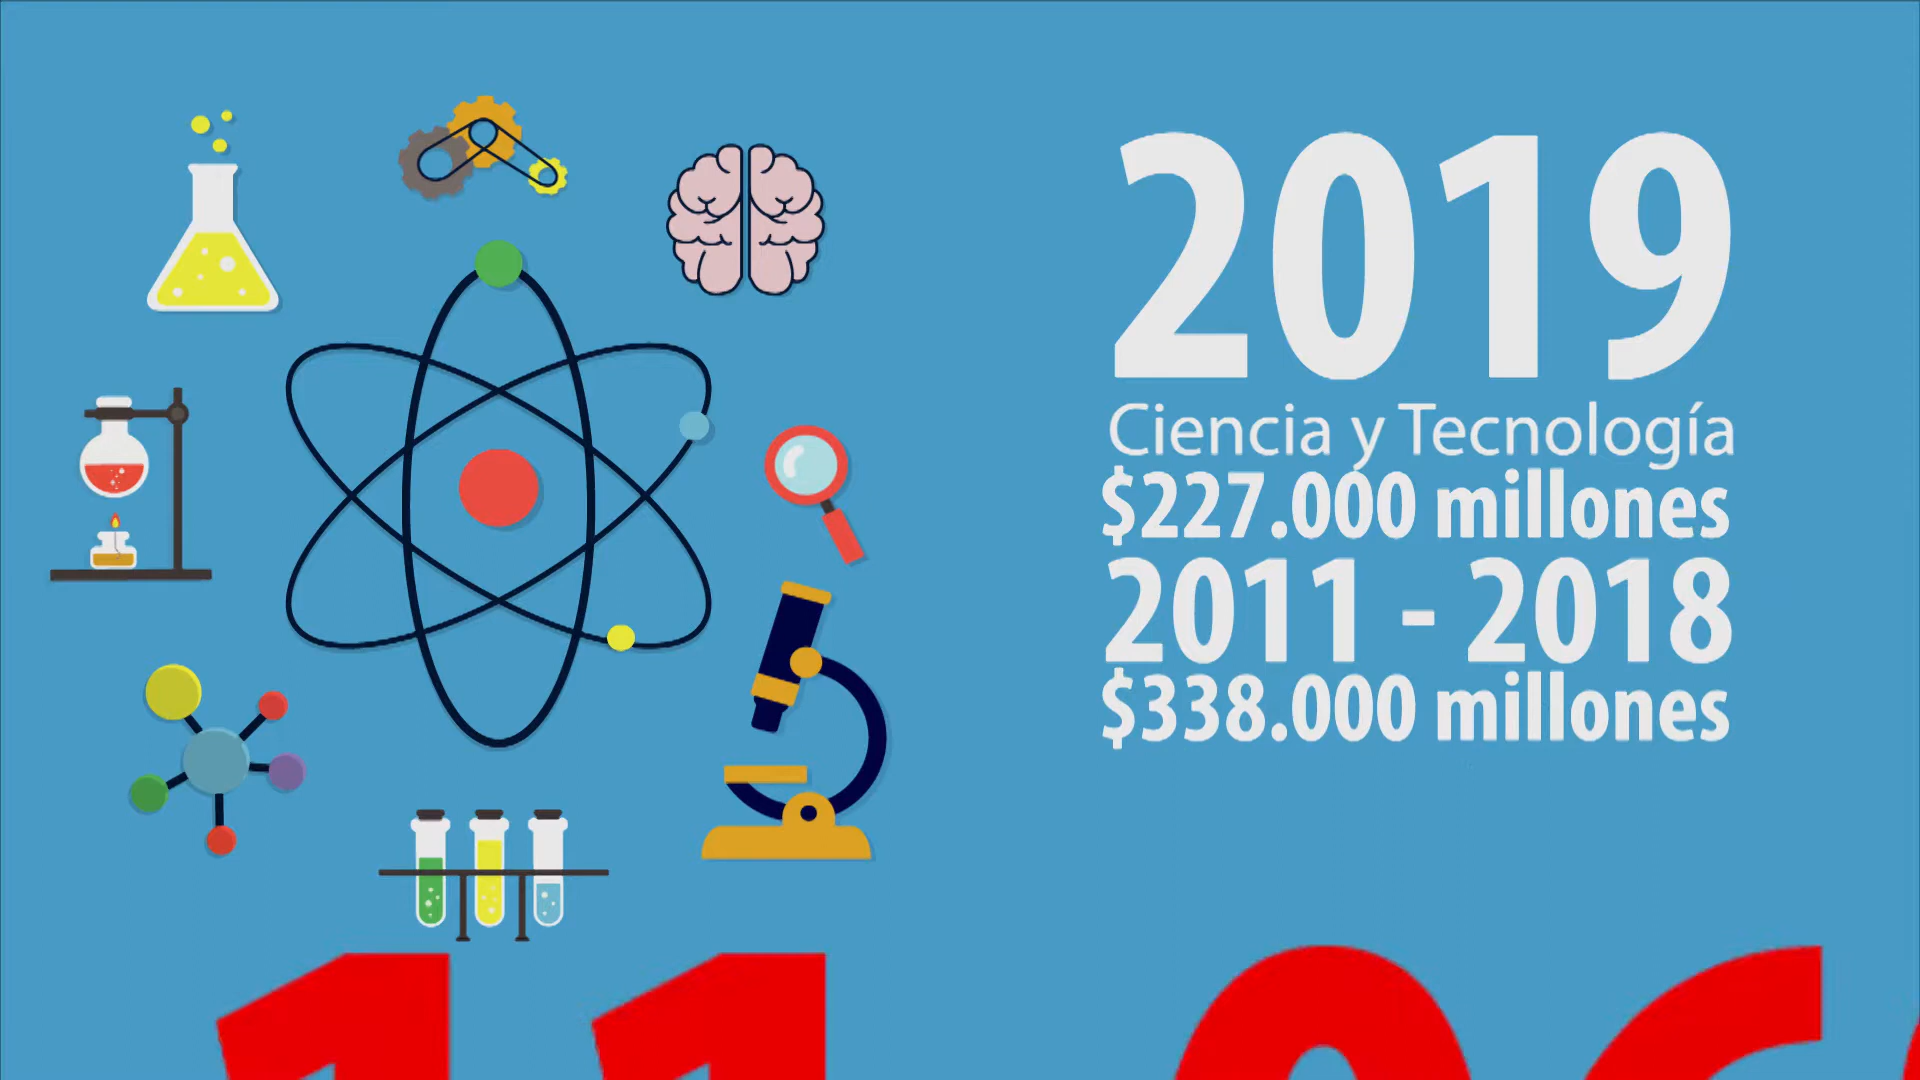 2019
Ciencia y Tecnología
$227.000 millones
2011 - 2018
$338.000 millones